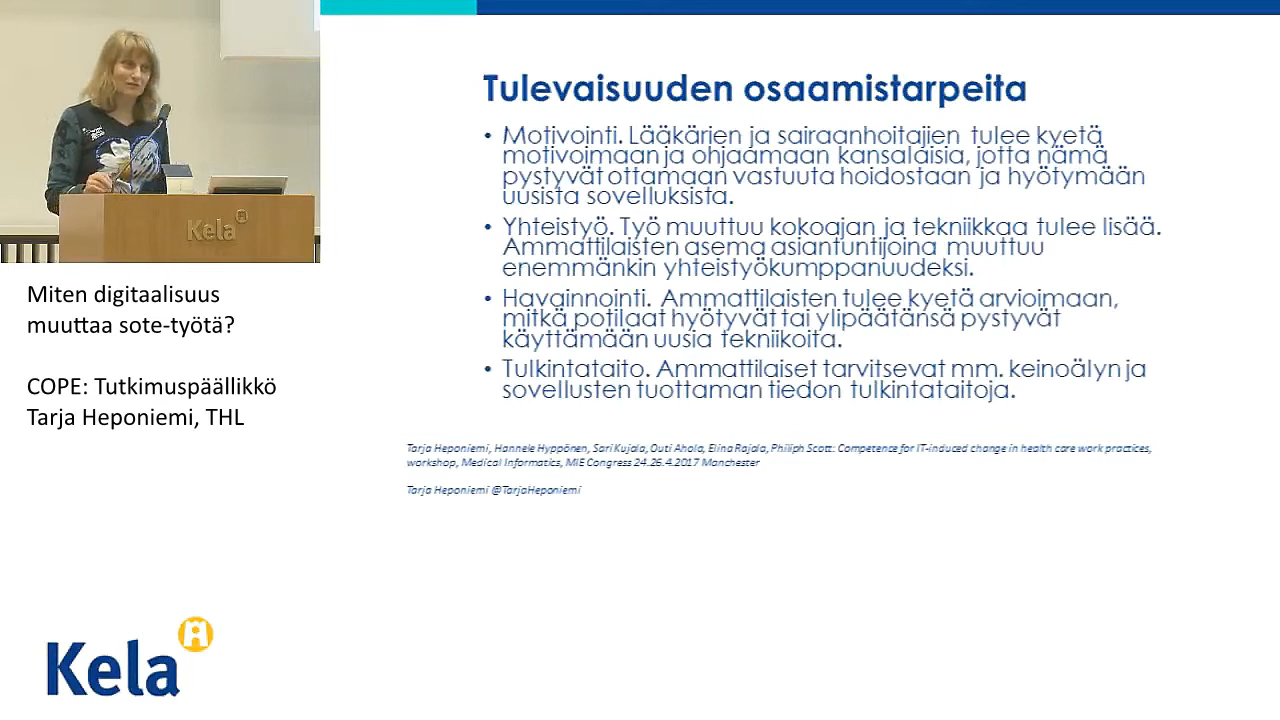 Tulevaisuuden osaamistarpeita
• Motivointi. Lääkärien ja sairaanhoitajien tulee kyetä
motivoimaan ja ohjaamaan kansalaisia, jotta nämä
pystyvät ottamaan vastuuta hoidostaan ja hyötymään
uusista sovelluksista.
• Yhteistyö. Työ muuttuu kokoajan ja tekniikkaa tulee lisää.
Ammattilaisten asema asiantuntijoina muuttuu
enemmänkin yhteistyökumppanuudeksi.
• Havainnointi. Ammattilaisten tulee kyetä arvioimaan,
mitkä potilaat hyötyvät tai ylipäätänsä pystyvät
käyttämään uusia tekniikoita.
• Tulkintataito. Ammattilaiset tarvitsevat mm. keinoälyn ja
sovellusten tuottaman tiedon tulkintataitoja.
Tarja Heponiemi, Hannele Hyppönen, Sari Kujala, Outi Ahola, Elina Rajala, Philiph Scott: Competence for IT-induced change in health care work practices,
workshop, Medical Informatics, MIE Congress 24.26.4.2017 Manchester
Tarja Heponiemi @TarjaHeponiemi
Kela
Miten digitaalisuus
muuttaa sote-työtä?
COPE: Tutkimuspäällikkö
Tarja Heponiemi, THL
Kela